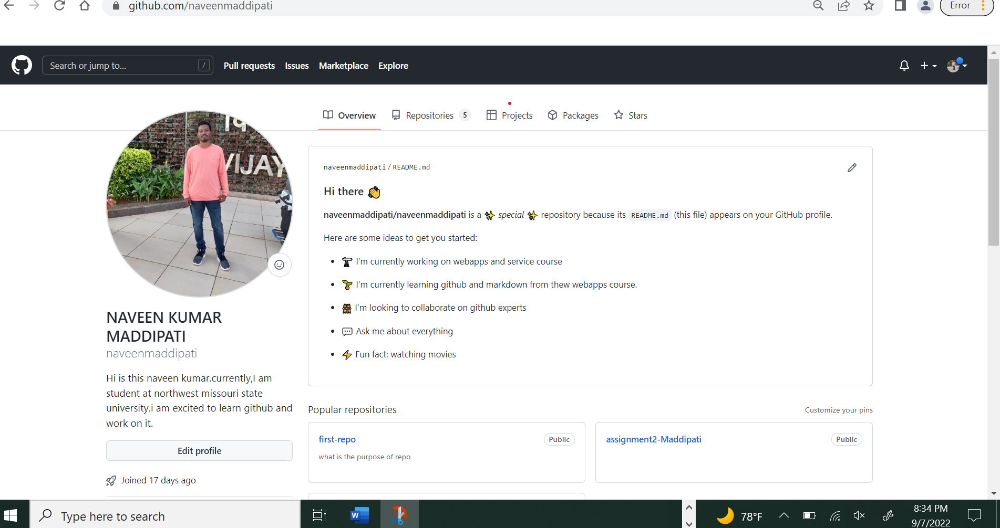 github.com/naveenmaddipati
Error
Search or jump to... /
Pull requests Issues Marketplace Explore
Overview Repositories 5 Projects Packages Stars
19
VIJAY
naveenmaddipati / README.md
Hi there
naveenmaddipati/naveenmaddipati is a ✨ special ✨ repository because its README.md (this file) appears on your GitHub profile.
Here are some ideas to get you started:
I'm currently working on webapps and service course
I'm currently learning github and markdown from thew webapps course.
I'm looking to collaborate on github experts
Ask me about everything
Fun fact: watching movies
NAVEEN KUMAR
MADDIPATI
naveenmaddipati
Hi is this naveen kumar.currently,I am
student at northwest missouri state
university.i am excited to learn github and
work on it.
Edit profile
Joined 17 days ago
Popular repositories
Customize your pins
first-repo Public
what is the purpose of repo
assignment2-Maddipati Public
Type here to search
W
78°F
8:34 PM
9/7/2022